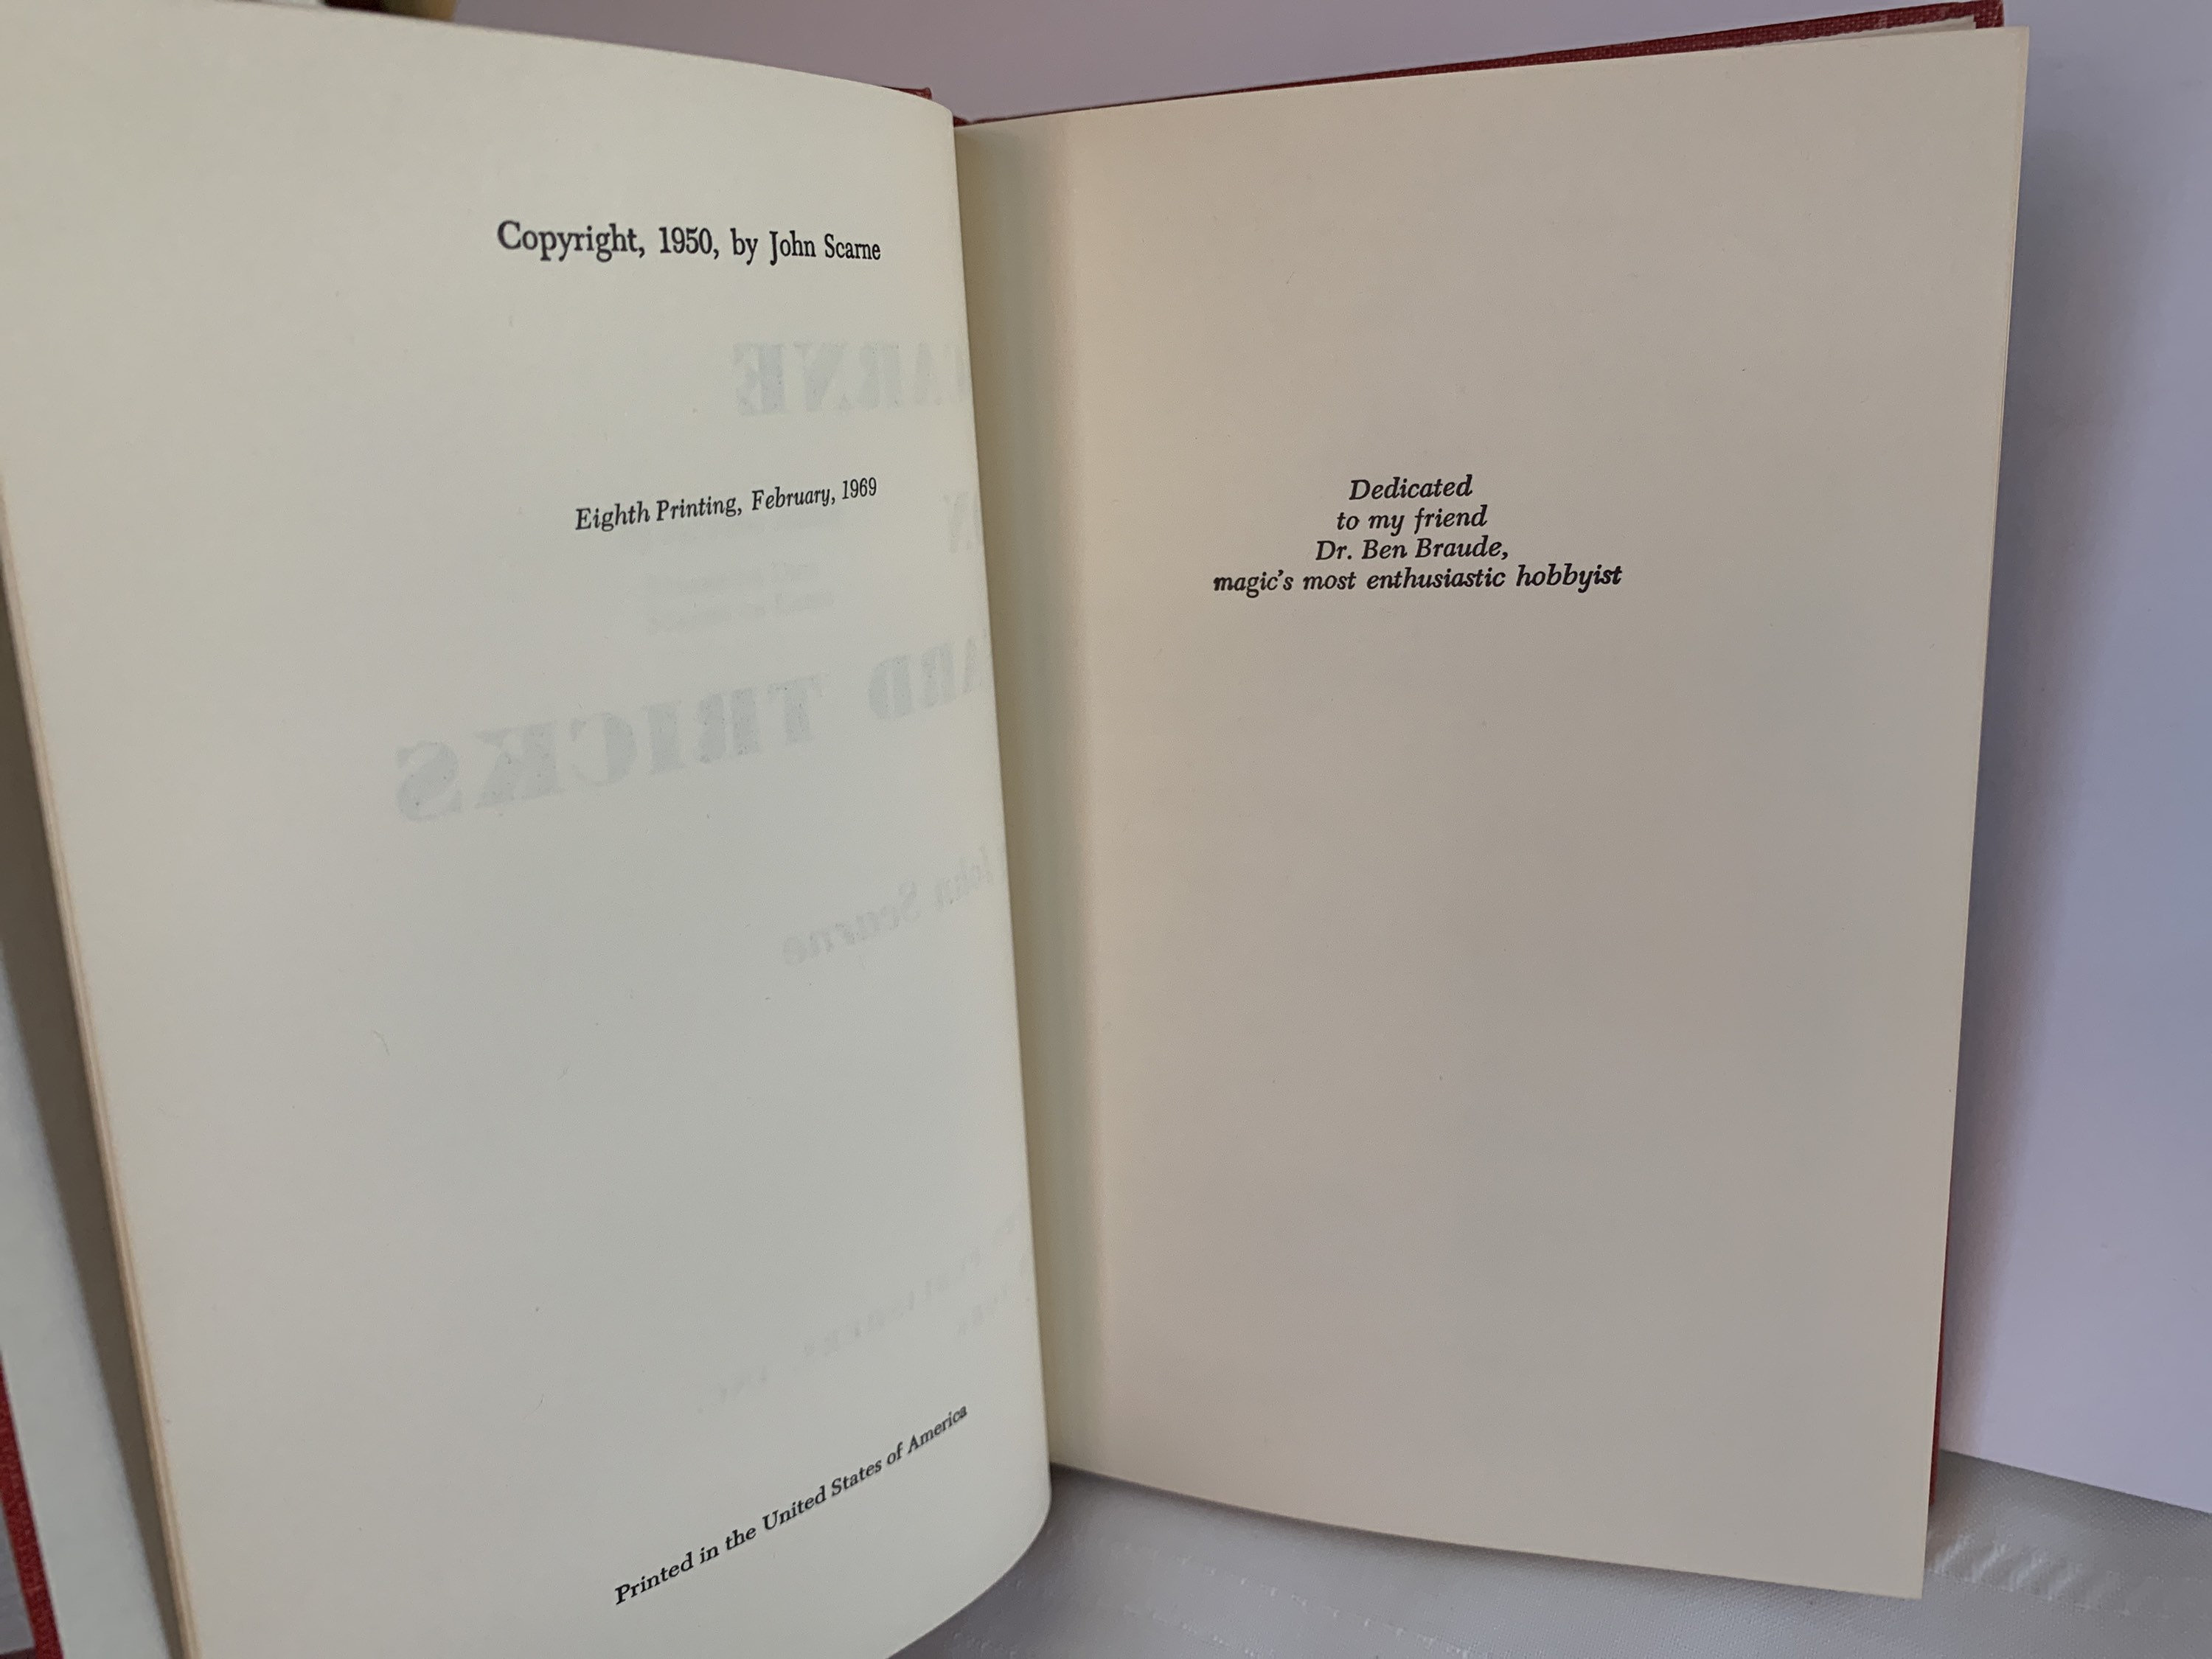 Copyright, 1950, by John Scarne
Eighth Printing, February, 1969
Printed in the United States of America
Dedicated
to my friend
Dr. Ben Braude,
magic's most enthusiastic hobbyist